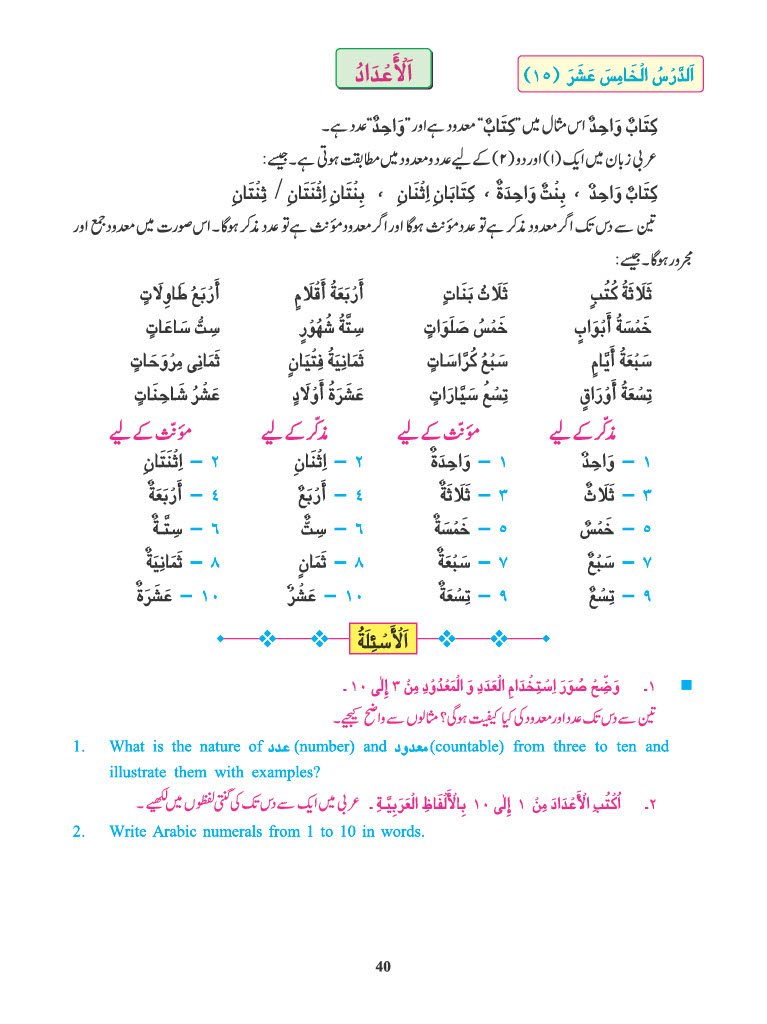 اَلدَّرْسُ الْخَامِسَ عَشَرَ (١٥)
اَلْأَعْدَادُ
كِتَابٌ وَاحِدٌ اس مثال میں ”كِتَابٌ“ معدود ہے اور ”وَاحِدٌ“ عدد ہے۔
عربی زبان میں ایک (۱) اور دو (۲) کے لیے عدد و معدود میں مطابقت ہوتی ہے۔ جیسے:
كِتَابٌ وَاحِدٌ ، بِنْتٌ وَاحِدَةٌ ، كِتَابَانِ اِثْنَانِ ، بِنْتَانِ اِثْنَتَانِ / ثِنْتَانِ
تین سے دس تک اگر معدود مذکر ہے تو عدد مؤنث ہوگا اور اگر معدود مؤنث ہے تو عدد مذکر ہوگا۔ اس صورت میں معدود جمع اور
مجرور ہوگا۔ جیسے:
ثَلَاثَةُ كُتُبٍ ثَلَاثُ بَنَاتٍ أَرْبَعَةُ أَقْلَامٍ أَرْبَعُ طَاوِلَاتٍ
خَمْسَةُ أَبْوَابٍ خَمْسُ صَلَوَاتٍ سِتَّةُ شُهُوْرٍ سِتُّ سَاعَاتٍ
سَبْعَةُ أَيَّامٍ سَبْعُ كُرَّاسَاتٍ ثَمَانِيَةُ فِتْيَانٍ ثَمَانِى مِرْوَحَاتٍ
تِسْعَةُ أَوْرَاقٍ تِسْعُ سَيَّارَاتٍ عَشَرَةُ أَوْلَادٍ عَشْرُ شَاحِنَاتٍ
مذکّر کے لیے مؤنّث کے لیے مذکّر کے لیے مؤنّث کے لیے
١ – وَاحِدٌ ١ – وَاحِدَةٌ ٢ – اِثْنَانِ ٢ – اِثْنَتَانِ
٣ – ثَلَاثٌ ٣ – ثَلَاثَةٌ ٤ – أَرْبَعٌ ٤ – أَرْبَعَةٌ
٥ – خَمْسٌ ٥ – خَمْسَةٌ ٦ – سِتٌّ ٦ – سِتَّةٌ
٧ – سَبْعٌ ٧ – سَبْعَةٌ ٨ – ثَمَانٍ ٨ – ثَمَانِيَةٌ
٩ – تِسْعٌ ٩ – تِسْعَةٌ ١٠ – عَشْرٌ ١٠ – عَشَرَةٌ
اَلْأَسْئِلَةُ
١۔ وَضِّحْ صُوَرَ اِسْتِخْدَامِ الْعَدَدِ وَ الْمَعْدُوْدِ مِنْ ٣ إِلٰى ١٠ ۔
تین سے دس تک عدد اور معدود کی کیا کیفیت ہوگی؟ مثالوں سے واضح کیجیے۔
1. What is the nature of عدد (number) and معدود (countable) from three to ten and
illustrate them with examples?
٢۔ اُكْتُبِ الْأَعْدَادَ مِنْ ١ إِلٰى ١٠ بِالْأَلْفَاظِ الْعَرَبِيَّةِ ۔ عربی میں ایک سے دس تک کی گنتی لفظوں میں لکھیے ۔
2. Write Arabic numerals from 1 to 10 in words.
40